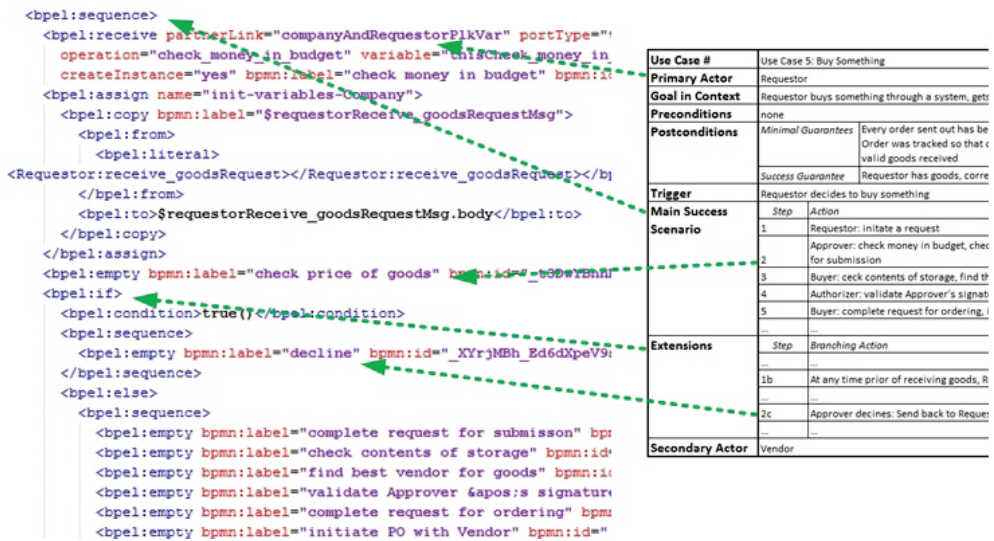 <bpel:sequence>
<bpel:receive partnerLink="companyAndRequestorPlkVar" portType="
operation="check_money_in_budget" variable="thisCheck_money_in_
createInstance="yes" bpmn:label="check money in budget" bpmn:id
<bpel:assign name="init-variables-Company">
<bpel:copy bpmn:label="$requestorReceive_goodsRequestMsg">
<bpel:from>
<bpel:literal>
<Requestor:receive_goodsRequest></Requestor:receive_goodsRequest></bp
</bpel:from>
<bpel:to>$requestorReceive_goodsRequestMsg.body</bpel:to>
</bpel:copy>
</bpel:assign>
<bpel:empty bpmn:label="check price of goods" bpmn:id="
<bpel:if>
<bpel:condition>true()</bpel:condition>
<bpel:sequence>
<bpel:empty bpmn:label="decline" bpmn:id="_XYrjMBh_Ed6dXpeV9
</bpel:sequence>
<bpel:else>
<bpel:sequence>
<bpel:empty bpmn:label="complete request for submisson" bpm
<bpel:empty bpmn:label="check contents of storage" bpmn:id
<bpel:empty bpmn:label="find best vendor for goods" bpmn:i
<bpel:empty bpmn:label="validate Approver &apos;s signature
<bpel:empty bpmn:label="complete request for ordering" bpm
<bpel:empty bpmn:label="initiate PO with Vendor" bpmn:id="
Use Case # Use Case 5: Buy Something
Primary Actor Requestor
Goal in Context Requestor buys something through a system, gets
Preconditions none
Postconditions Minimal Guarantees Every order sent out has be
Order was tracked so that
valid goods received
Success Guarantee Requestor has goods, corre
Trigger Requestor decides to buy something
Main Success Scenario Step Action
1 Requestor: initate a request
Approver: check money in budget, chec
2 for submission
3 Buyer: ceck contents of storage, find th
4 Authorizer: validate Approver's signatu
5 Buyer: complete request for ordering, i
... ...
Extensions Step Branching Action
... ...
1b At any time prior of receiving goods, R
... ...
2c Approver decines: Send back to Reques
... ...
Secondary Actor Vendor